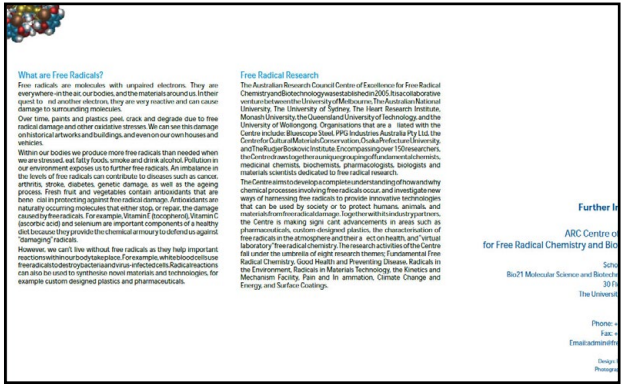 What are Free Radicals?
Free radicals are molecules with unpaired electrons. They are
everywhere - in the air, our bodies, and the materials around us. In their
quest to nd another electron, they are very reactive and can cause
damage to surrounding molecules.
Over time, paints and plastics peel, crack and degrade due to free
radical damage and other oxidative stresses. We can see this damage
on historical artworks and buildings, and even on our own houses and
vehicles.
Within our bodies we produce more free radicals than needed when
we are stressed, eat fatty foods, smoke and drink alcohol. Pollution in
our environment exposes us to further free radicals. An imbalance in
the levels of free radicals can contribute to diseases such as cancer,
arthritis, stroke, diabetes, genetic damage, as well as the ageing
process. Fresh fruit and vegetables contain antioxidants that are
bene cial in protecting against free radical damage. Antioxidants are
naturally occurring molecules that either stop, or repair, the damage
caused by free radicals. For example, Vitamin E (tocopherol), Vitamin C
(ascorbic acid) and selenium are important components of a healthy
diet because they provide the chemical armoury to defend us against
"damaging" radicals.
However, we can't live without free radicals as they help important
reactions within our body take place. For example, white blood cells use
free radicals to destroy bacteria and virus-infected cells. Radical reactions
can also be used to synthesise novel materials and technologies, for
example custom designed plastics and pharmaceuticals.
Free Radical Research
The Australian Research Council Centre of Excellence for Free Radical
Chemistry and Biotechnology was established in 2005. It is a collaborative
venture between the University of Melbourne, The Australian National
University, The University of Sydney, The Heart Research Institute,
Monash University, the Queensland University of Technology, and the
University of Wollongong. Organisations that are a liated with the
Centre include: Bluescope Steel, PPG Industries Australia Pty Ltd, the
Centre for Cultural Materials Conservation, Osaka Prefecture University,
and The Rudjer Boskovic Institute. Encompassing over 150 researchers,
the Centre draws together a unique grouping of fundamental chemists,
medicinal chemists, biochemists, pharmacologists, biologists and
materials scientists dedicated to free radical research.
The Centre aims to develop a complete understanding of how and why
chemical processes involving free radicals occur, and investigate new
ways of harnessing free radicals to provide innovative technologies
that can be used by society or to protect humans, animals, and
materials from free radical damage. Together with its industry partners,
the Centre is making signi cant advancements in areas such as
pharmaceuticals, custom-designed plastics, the characterisation of
free radicals in the atmosphere and their a ect on health, and "virtual
laboratory" free radical chemistry. The research activities of the Centre
fall under the umbrella of eight research themes; Fundamental Free
Radical Chemistry, Good Health and Preventing Disease, Radicals in
the Environment, Radicals in Materials Technology, the Kinetics and
Mechanism Facility, Pain and In ammation, Climate Change and
Energy, and Surface Coatings.
Further In
ARC Centre o
for Free Radical Chemistry and Bio
Scho
Bio21 Molecular Science and Biotechn
30 Fl
The Universit
Phone: +
Fax: +
Email: admin@fr
Design:
Photograp